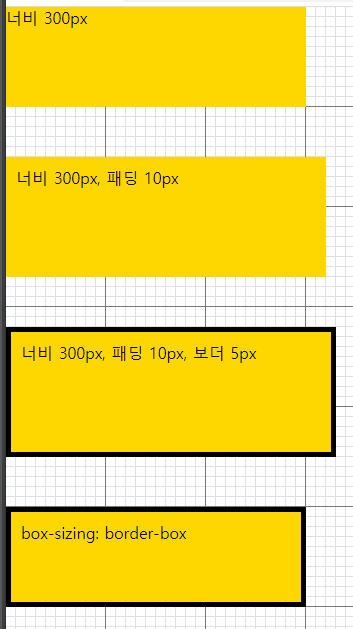 너비 300px
너비 300px, 패딩 10px
너비 300px, 패딩 10px, 보더 5px
box-sizing: border-box